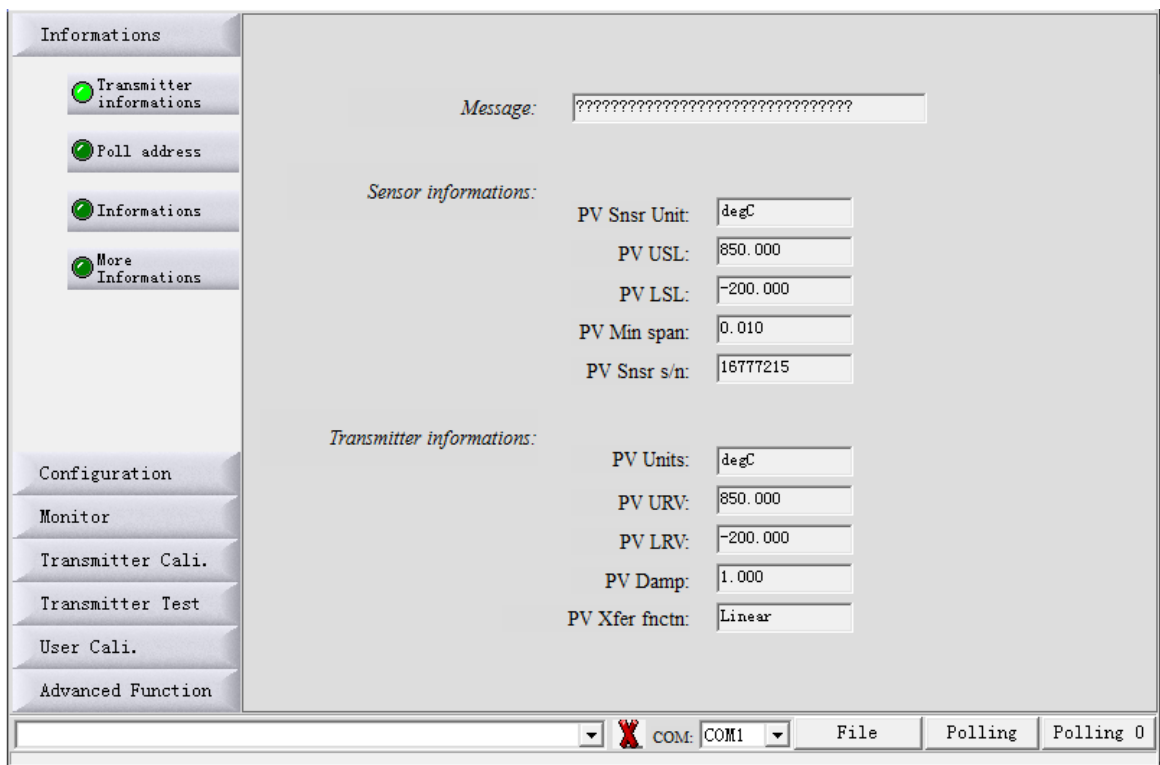 Informations
Transmitter
informations
Poll address
Informations
More
Informations
Configuration
Monitor
Transmitter Cali.
Transmitter Test
User Cali.
Advanced Function
Message: ????????????????????????????????
Sensor informations:
PV Snsr Unit: degC
PV USL: 850.000
PV LSL: -200.000
PV Min span: 0.010
PV Snsr s/n: 16777215
Transmitter informations:
PV Units: degC
PV URV: 850.000
PV LRV: -200.000
PV Damp: 1.000
PV Xfer fnctn: Linear
COM: COM1 File Polling Polling 0